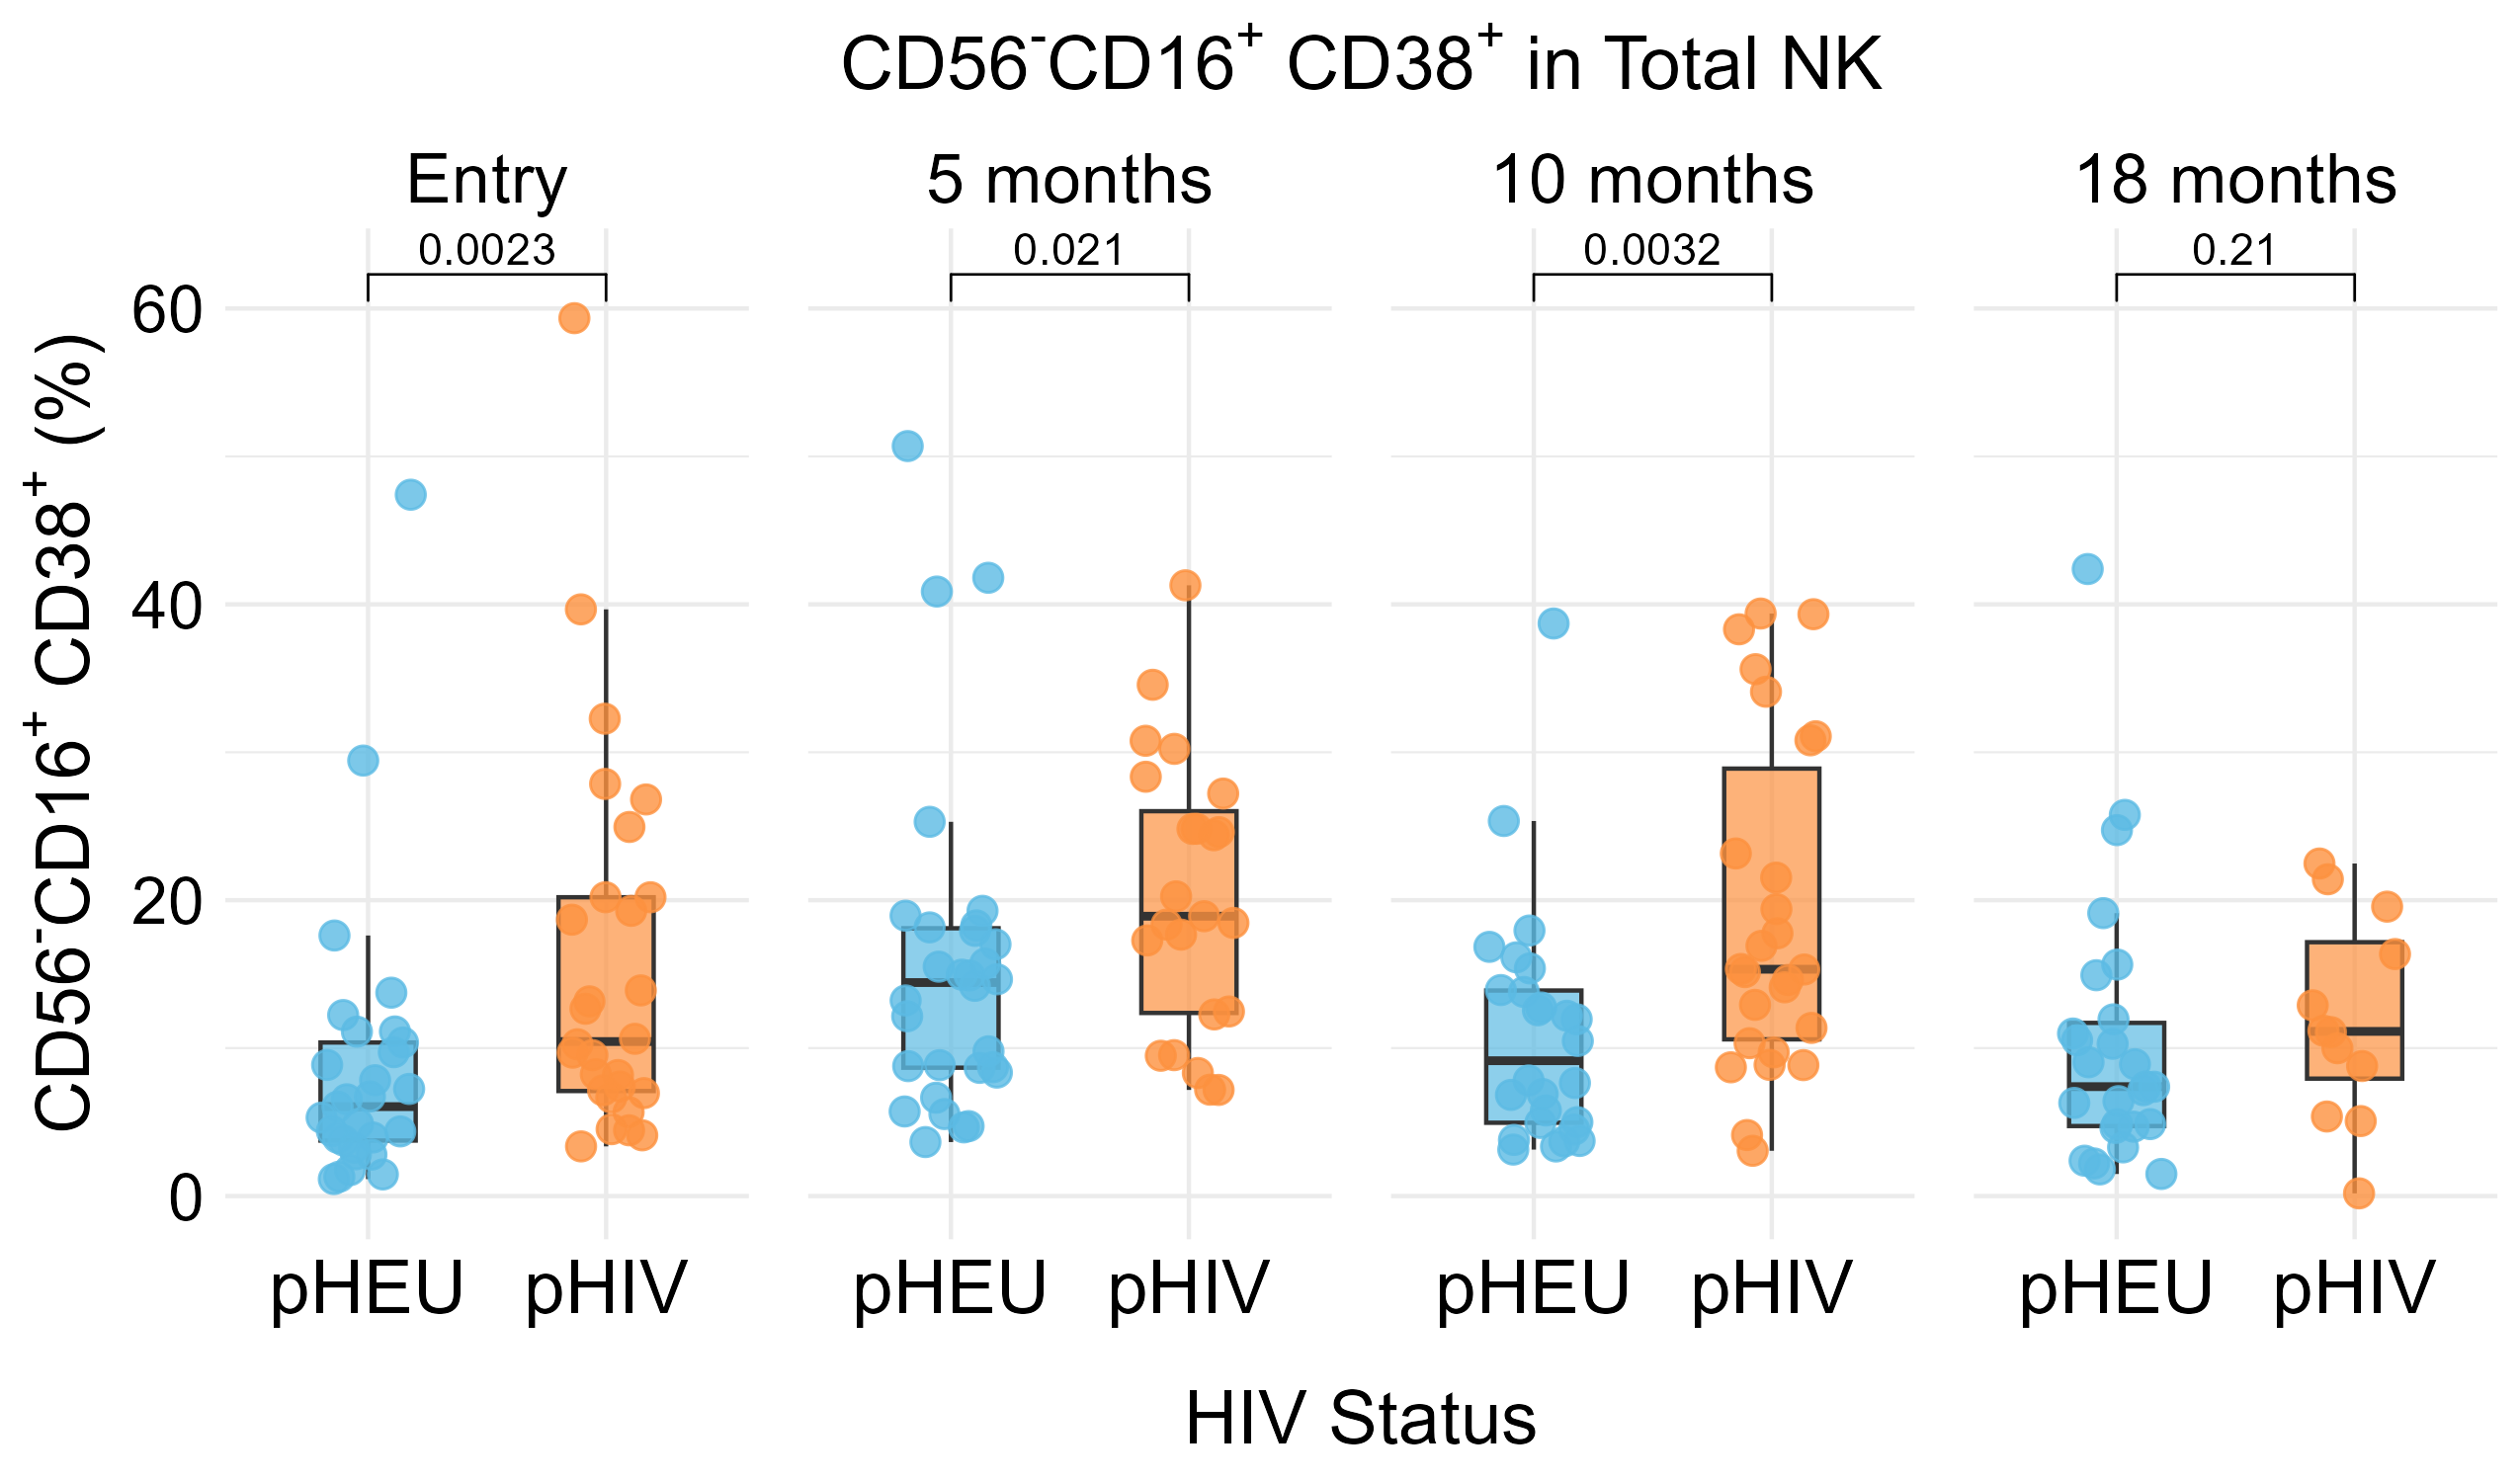 CD56⁻CD16⁺ CD38⁺ in Total NK
Entry 5 months 10 months 18 months
0.0023 0.021 0.0032 0.21
CD56⁻CD16⁺ CD38⁺ (%)
60
40
20
0
pHEU pHIV pHEU pHIV pHEU pHIV pHEU pHIV
HIV Status